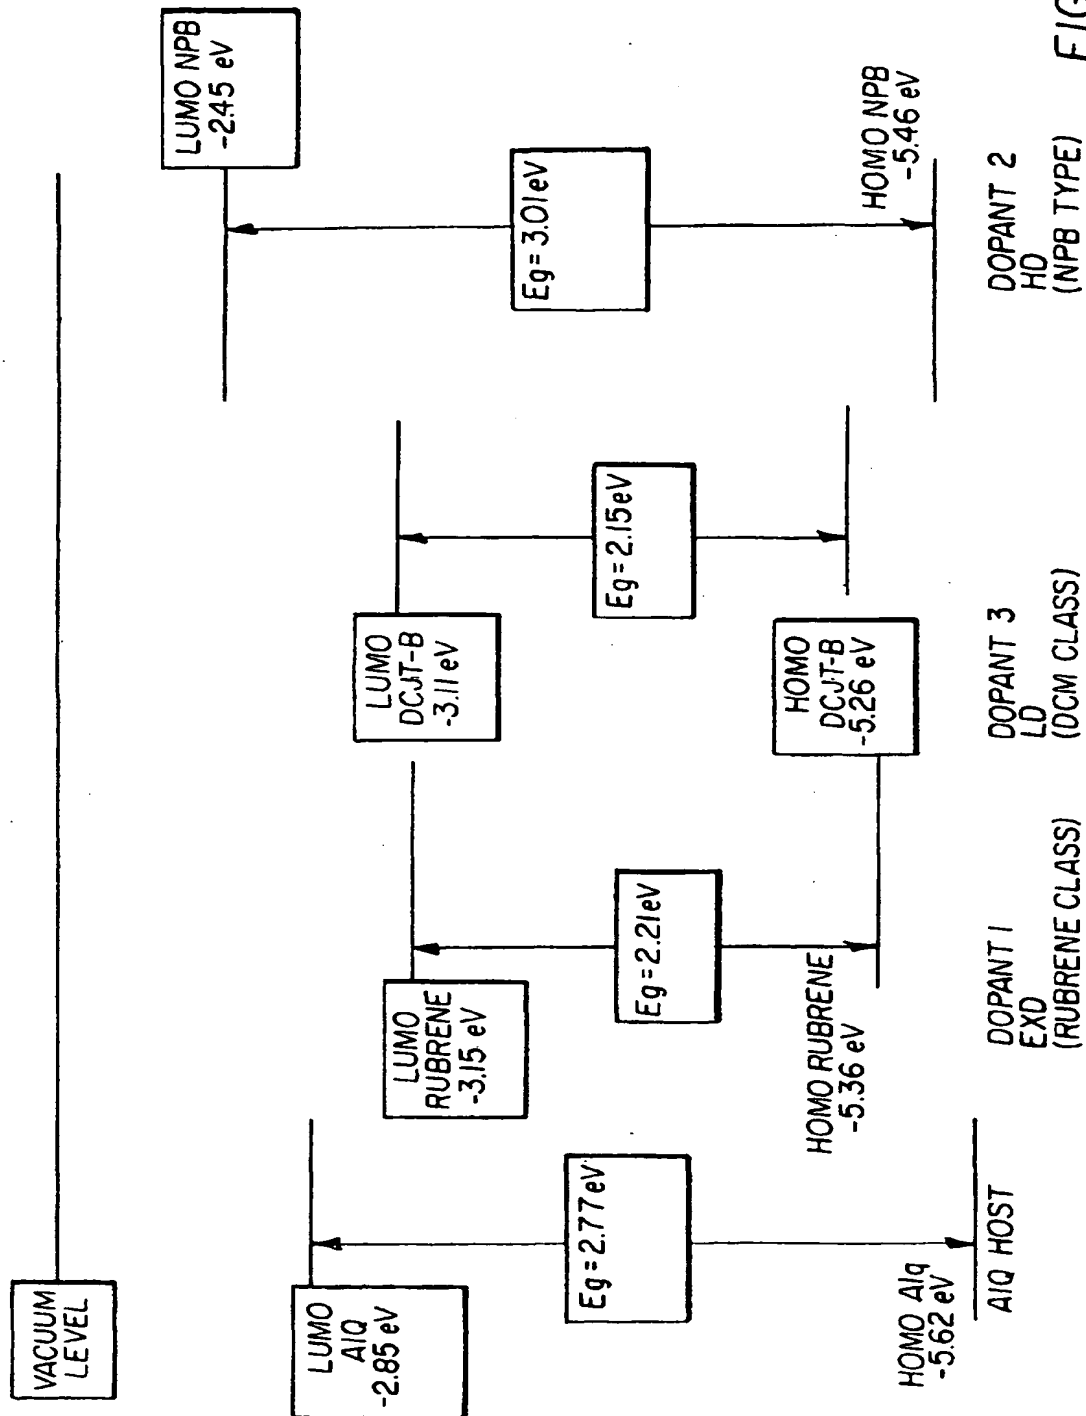 VACUUM
LEVEL
LUMO
AlQ
-2.85 eV
Eg = 2.77eV
HOMO Alq
-5.62 eV
AlQ HOST
LUMO
RUBRENE
-3.15 eV
Eg = 2.21eV
HOMO RUBRENE
-5.36 eV
DOPANT 1
EXD
(RUBRENE CLASS)
LUMO
DCJT-B
-3.11 eV
Eg = 2.15eV
HOMO
DCJT-B
-5.26 eV
DOPANT 3
LD
(DCM CLASS)
LUMO NPB
-2.45 eV
Eg = 3.01eV
HOMO NPB
-5.46 eV
DOPANT 2
HD
(NPB TYPE)
FIG